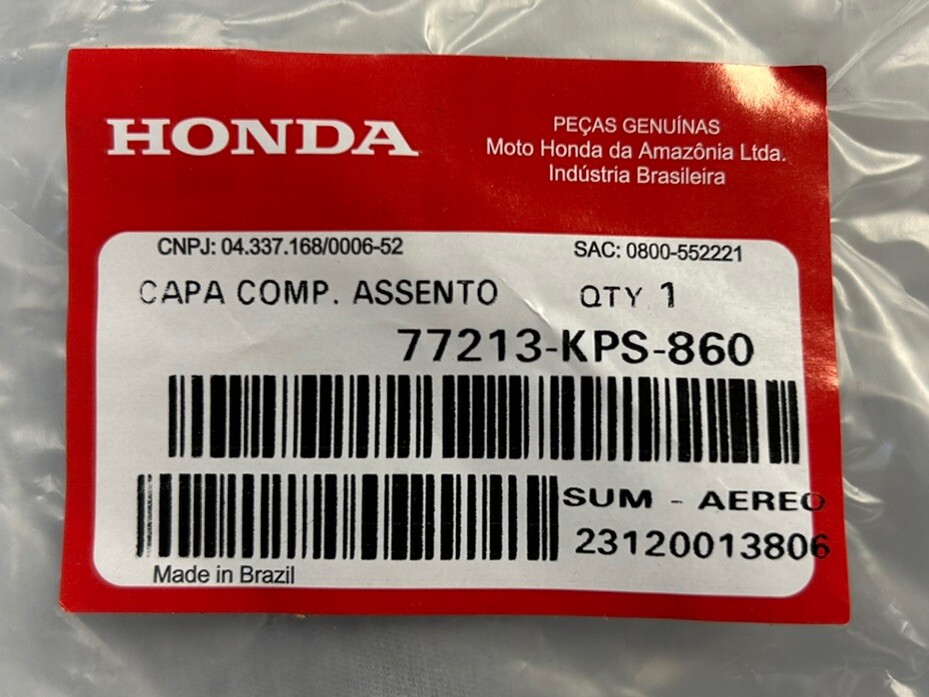 HONDA
PEÇAS GENUÍNAS
Moto Honda da Amazônia Ltda.
Indústria Brasileira
CNPJ: 04.337.168/0006-52
SAC: 0800-552221
CAPA COMP. ASSENTO QTY 1
77213-KPS-860
SUM - AEREO
23120013806
Made in Brazil